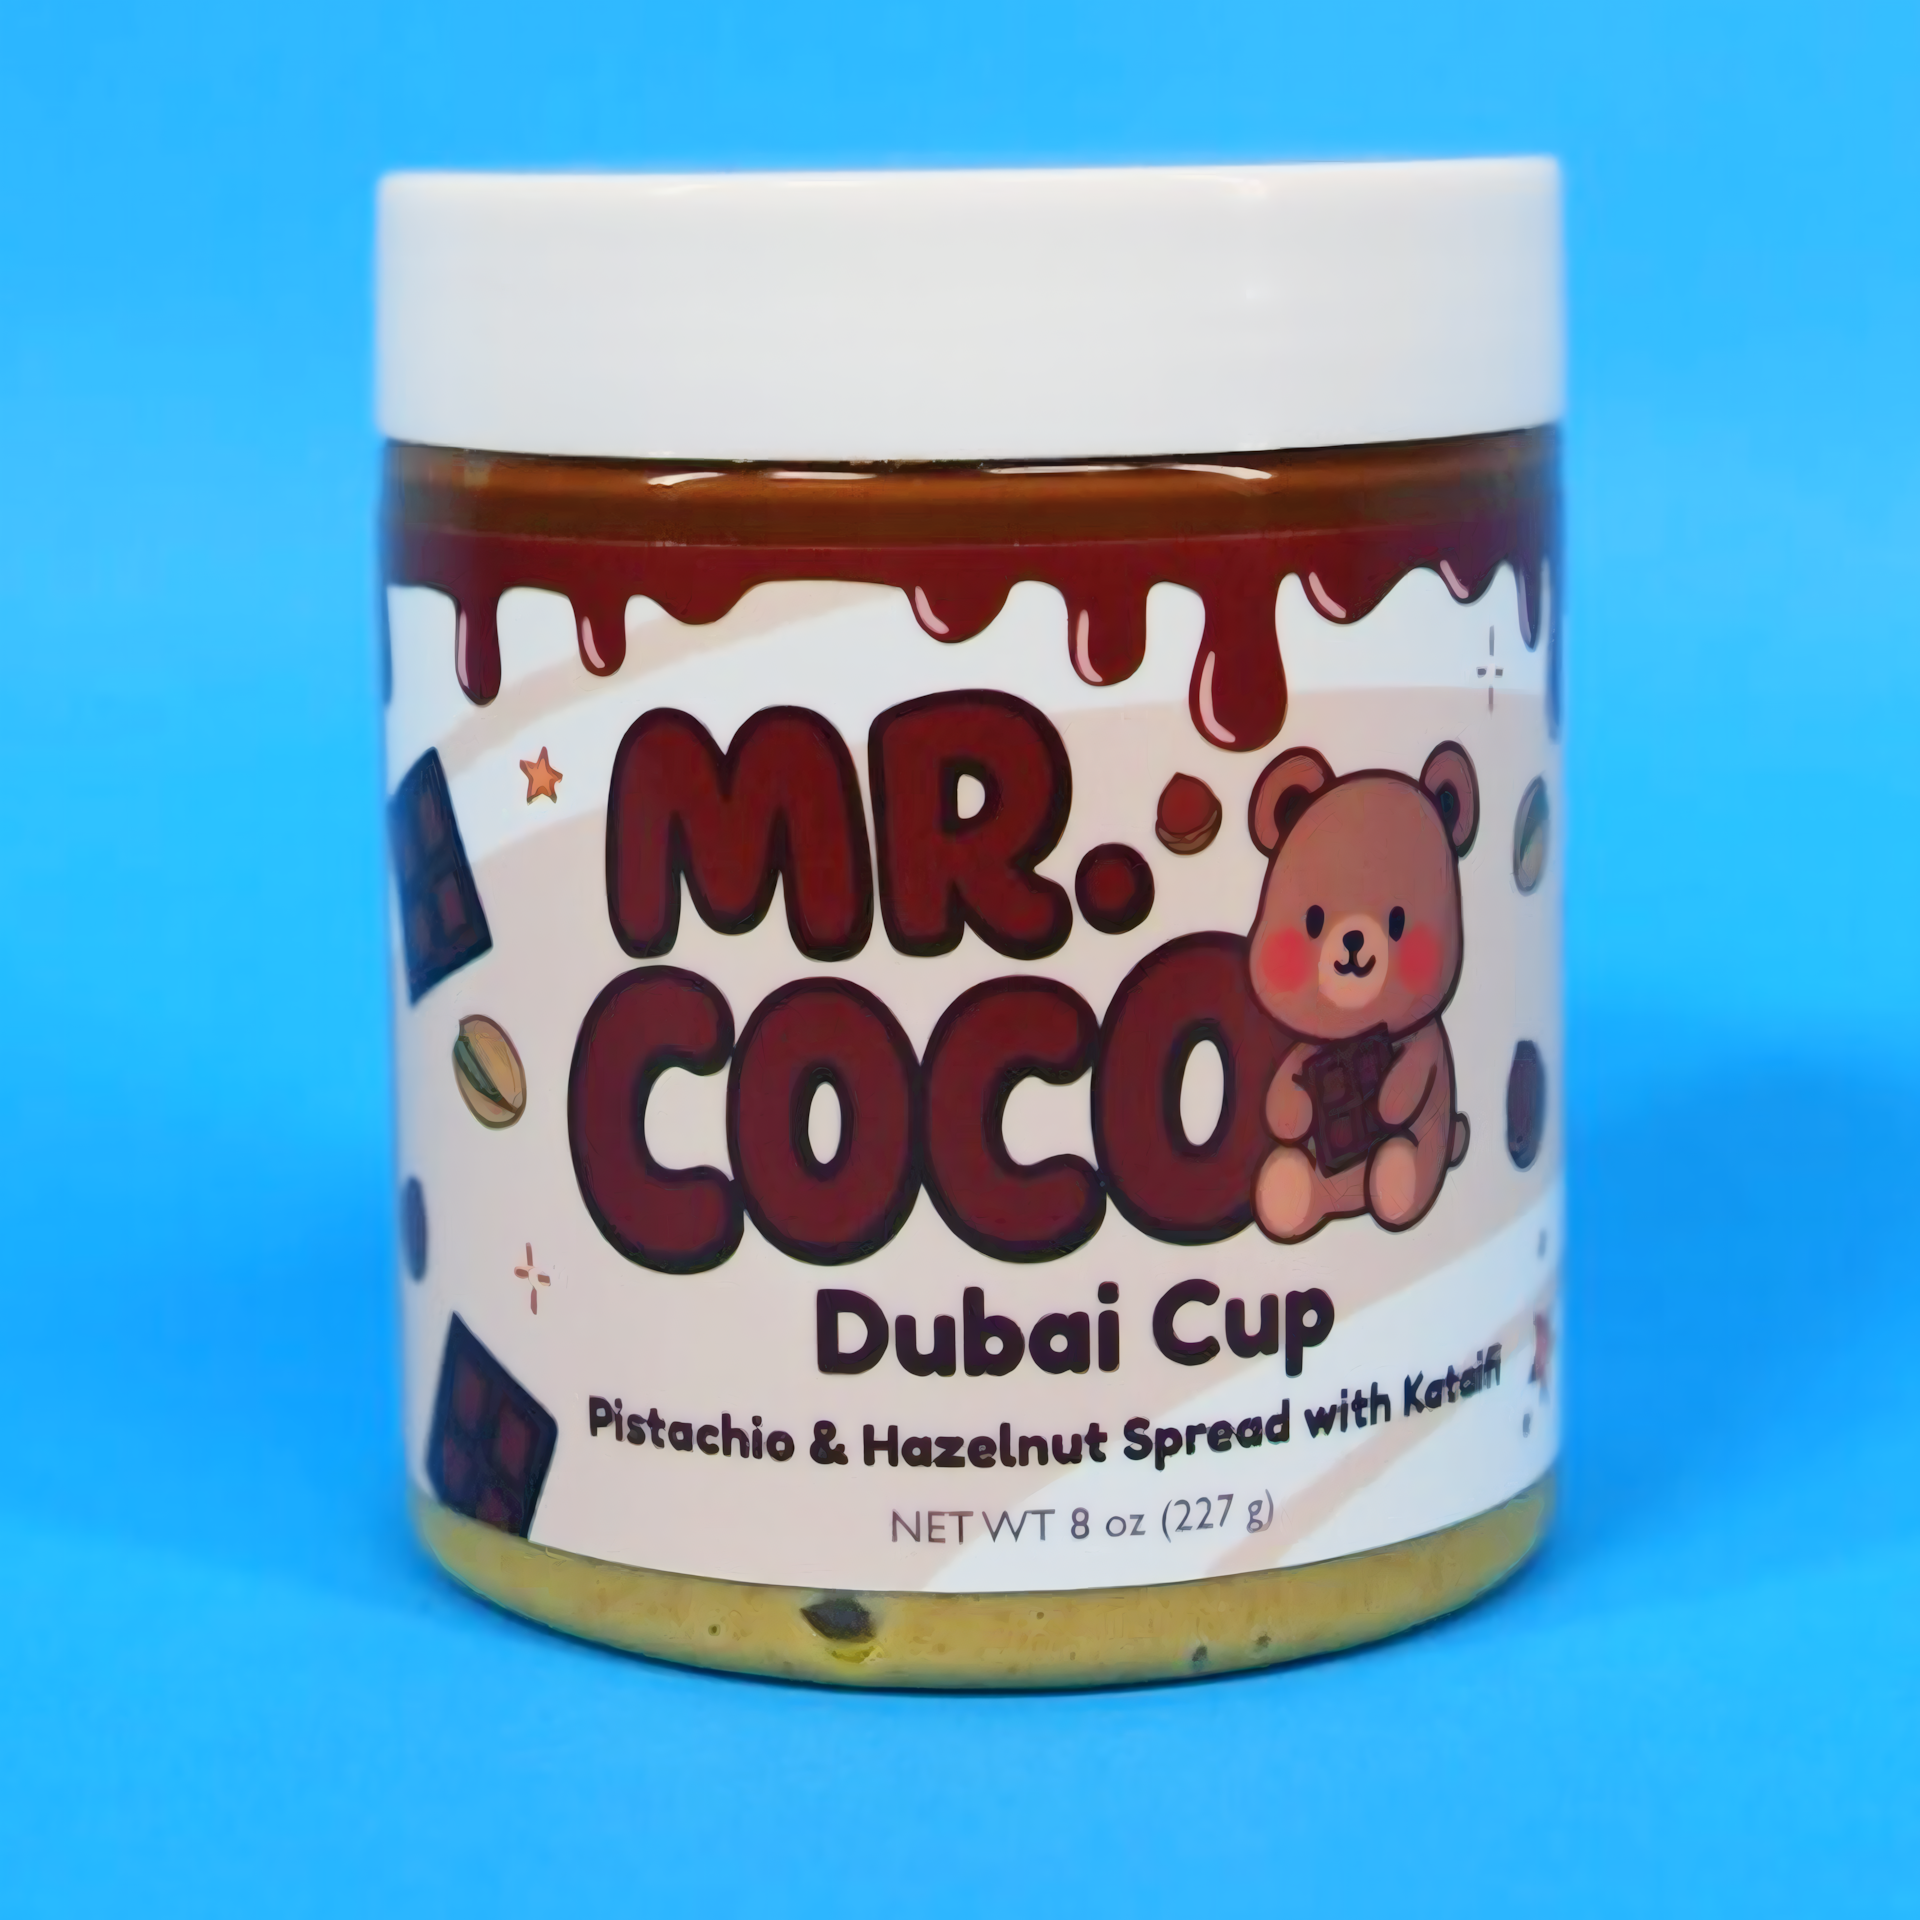 MR.
COCO
Dubai Cup
Pistachio & Hazelnut Spread with Kataifi
NET WT 8 oz (227 g)